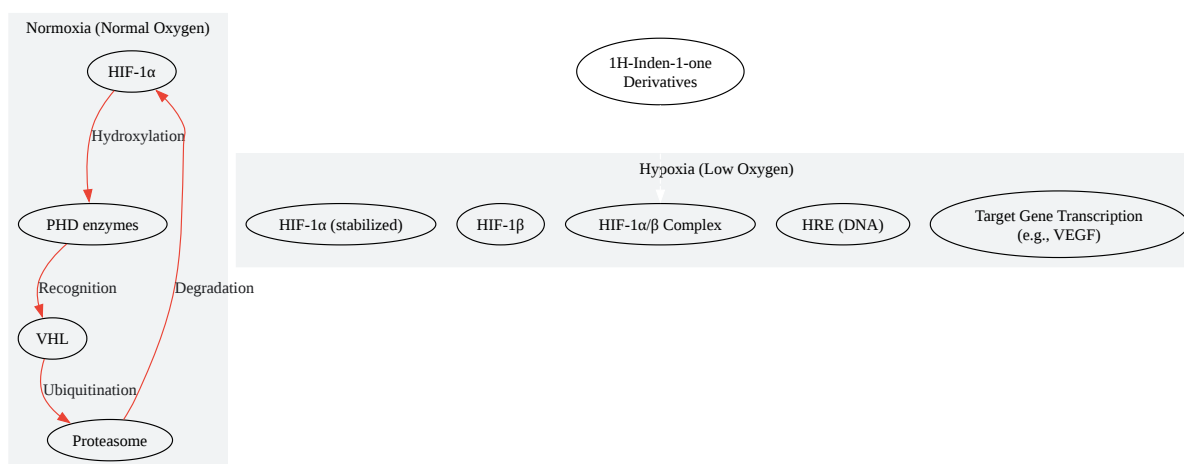 Normoxia (Normal Oxygen)
HIF-1α
Hydroxylation
PHD enzymes
Recognition
Degradation
VHL
Ubiquitination
Proteasome
1H-Inden-1-one
Derivatives
Hypoxia (Low Oxygen)
HIF-1α (stabilized)
HIF-1β
HIF-1α/β Complex
HRE (DNA)
Target Gene Transcription
(e.g., VEGF)